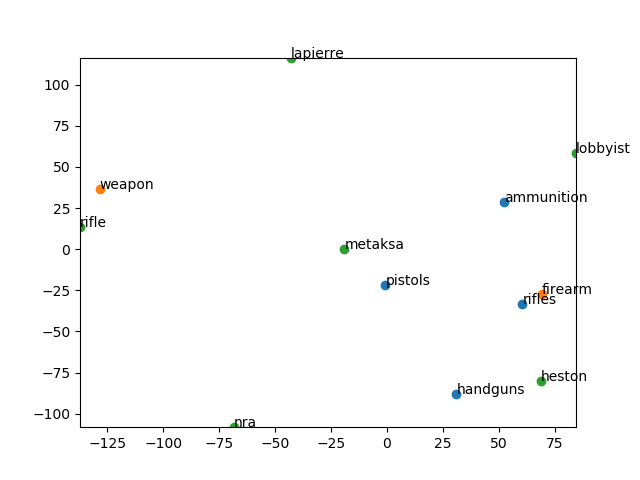 lapierre
100
lobbyist
75
50
weapon
ammunition
25
rifle
0
metaksa
pistols
−25
firearm
rifles
−50
−75
heston
handguns
−100
nra
−125 −100 −75 −50 −25 0 25 50 75